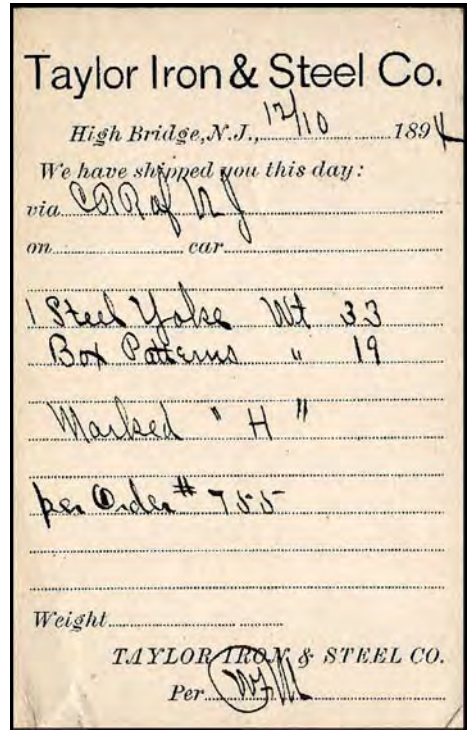 Taylor Iron & Steel Co.
High Bridge, N.J., 12/10 1894
We have shipped you this day:
via CRR of N J
on car
1 Steel Yoke Wt 33
Box Patterns " 19
Marked "H"
per Order # 755
Weight
TAYLOR IRON & STEEL CO.
Per